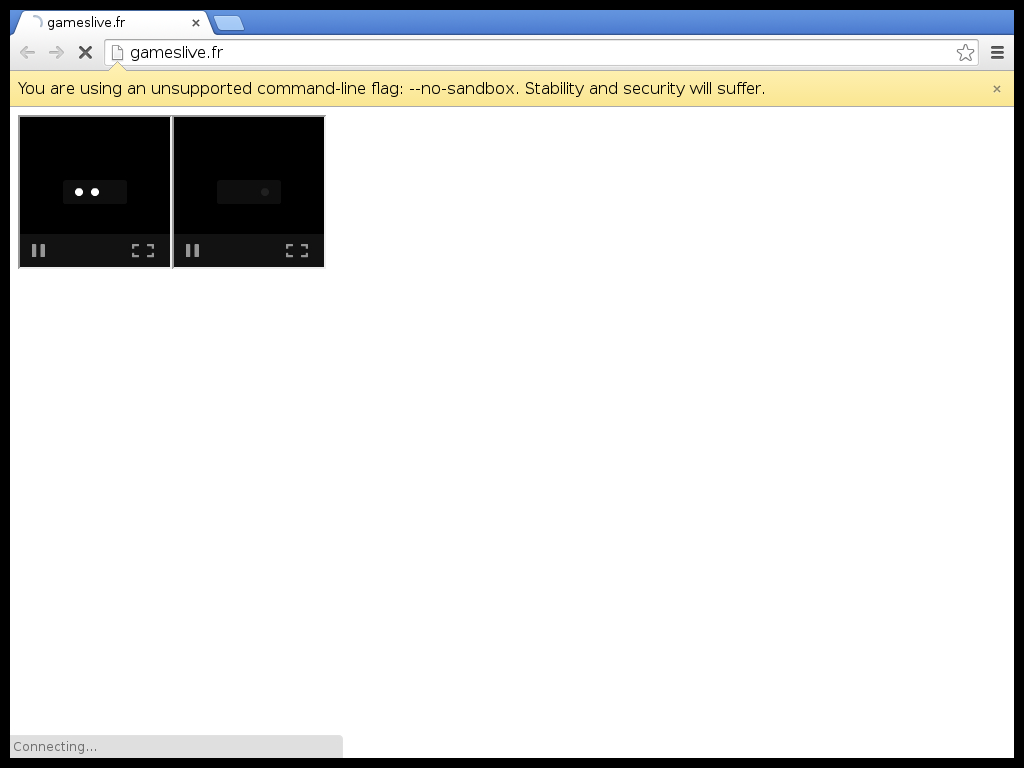 gameslive.fr
gameslive.fr
You are using an unsupported command-line flag: --no-sandbox. Stability and security will suffer.
Connecting...